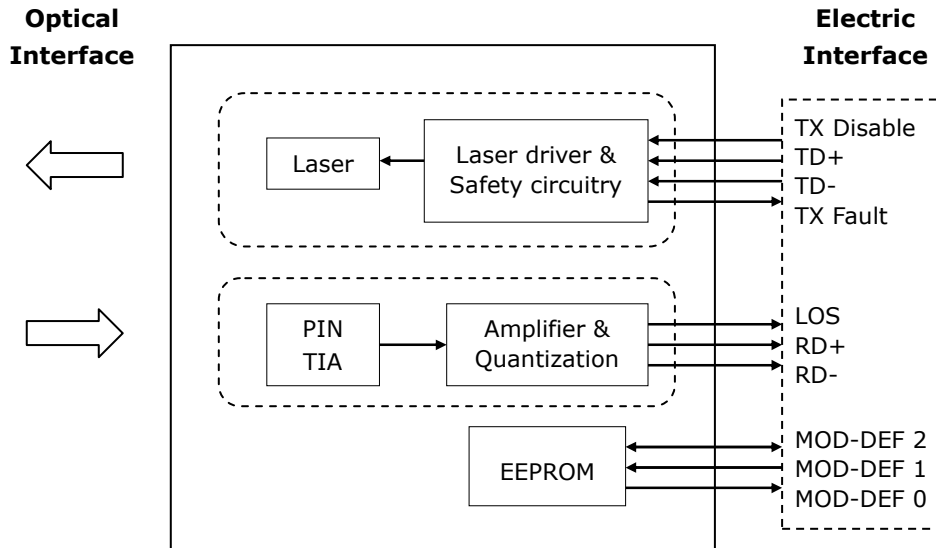 Optical
Interface
Electric
Interface
Laser
Laser driver &
Safety circuitry
TX Disable
TD+
TD-
TX Fault
PIN
TIA
Amplifier &
Quantization
LOS
RD+
RD-
EEPROM
MOD-DEF 2
MOD-DEF 1
MOD-DEF 0